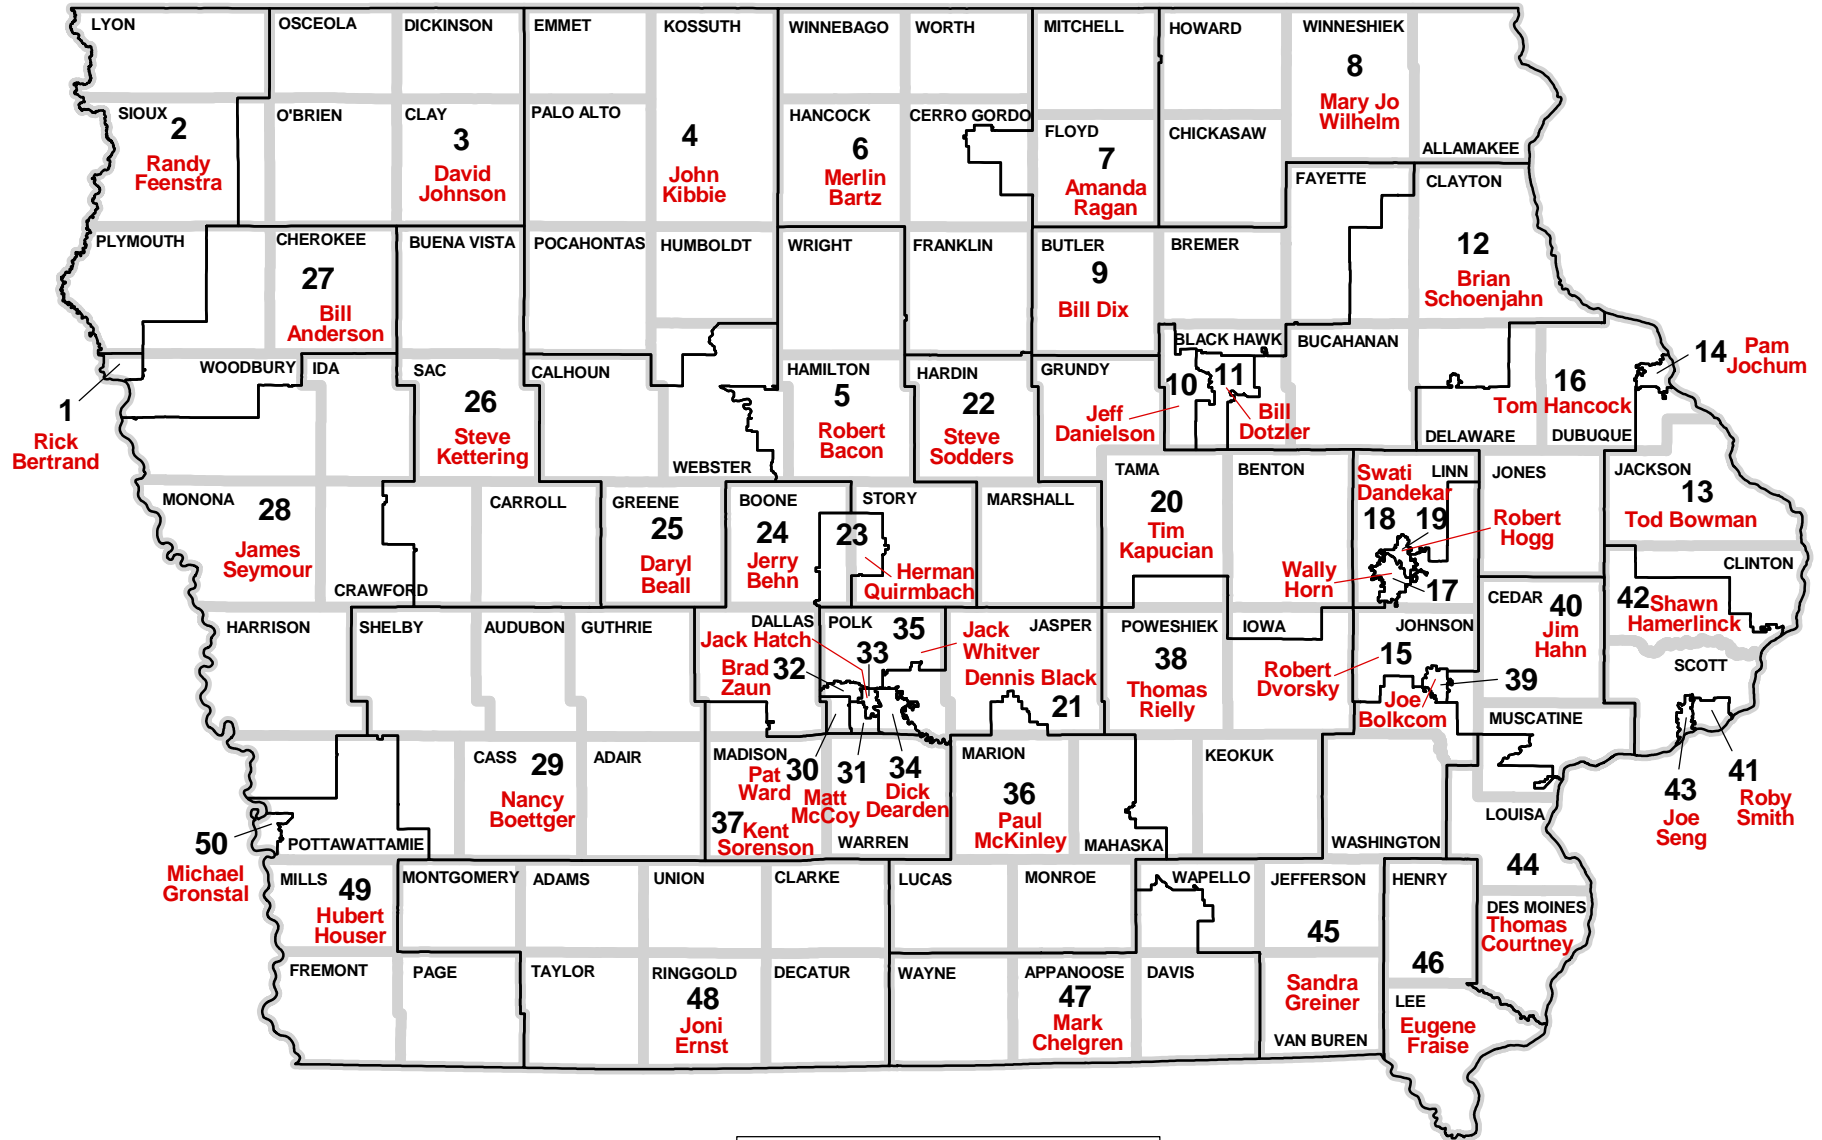 LYON
OSCEOLA
DICKINSON
EMMET
KOSSUTH
WINNEBAGO
WORTH
MITCHELL
HOWARD
WINNESHIEK
8
Mary Jo
Wilhelm
ALLAMAKEE
SIOUX
2
Randy
Feenstra
O'BRIEN
CLAY
3
David
Johnson
PALO ALTO
4
John
Kibbie
HANCOCK
6
Merlin
Bartz
CERRO GORDO
FLOYD
7
Amanda
Ragan
CHICKASAW
FAYETTE
CLAYTON
12
Brian
Schoenjahn
PLYMOUTH
CHEROKEE
27
Bill
Anderson
BUENA VISTA
POCAHONTAS
HUMBOLDT
WRIGHT
FRANKLIN
BUTLER
9
Bill Dix
BREMER
BLACK HAWK
BUCAHANAN
14
Pam
Jochum
1
Rick
Bertrand
WOODBURY
IDA
SAC
26
Steve
Kettering
CALHOUN
WEBSTER
HAMILTON
5
Robert
Bacon
HARDIN
22
Steve
Sodders
GRUNDY
10
Jeff
Danielson
11
Bill
Dotzler
16
Tom Hancock
DELAWARE
DUBUQUE
MONONA
28
James
Seymour
CRAWFORD
CARROLL
GREENE
25
Daryl
Beall
BOONE
24
Jerry
Behn
STORY
23
Herman
Quirmbach
MARSHALL
TAMA
20
Tim
Kapucian
BENTON
Swati
Dandekar
LINN
18
19
Robert
Hogg
Wally
Horn
17
JONES
JACKSON
13
Tod Bowman
CLINTON
HARRISON
SHELBY
AUDUBON
GUTHRIE
DALLAS
Jack Hatch
Brad
Zaun
32
POLK
33
35
Jack
Whitver
JASPER
Dennis Black
21
POWESHIEK
38
Thomas
Rielly
IOWA
Robert
Dvorsky
JOHNSON
15
39
Joe
Bolkcom
CEDAR
40
Jim
Hahn
42
Shawn
Hamerlinck
SCOTT
MUSCATINE
CASS
29
Nancy
Boettger
ADAIR
MADISON
Pat
Ward
30
31
Matt
McCoy
34
Dick
Dearden
37
Kent
Sorenson
WARREN
MARION
36
Paul
McKinley
MAHASKA
KEOKUK
WASHINGTON
LOUISA
43
Joe
Seng
41
Roby
Smith
50
Michael
Gronstal
POTTAWATTAMIE
MILLS
49
Hubert
Houser
MONTGOMERY
ADAMS
UNION
CLARKE
LUCAS
MONROE
WAPELLO
JEFFERSON
45
HENRY
46
44
DES MOINES
Thomas
Courtney
FREMONT
PAGE
TAYLOR
RINGGOLD
48
Joni
Ernst
DECATUR
WAYNE
APPANOOSE
47
Mark
Chelgren
DAVIS
Sandra
Greiner
VAN BUREN
LEE
Eugene
Fraise